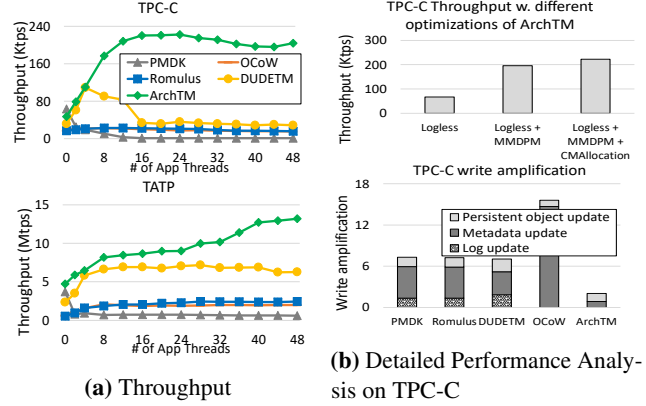 TPC-C
Throughput (Ktps)
240
160
80
0
PMDK
OCoW
Romulus
DUDETM
ArchTM
0 8 16 24 32 40 48
# of App Threads
TATP
Throughput (Mtps)
15
10
5
0
0 8 16 24 32 40 48
# of App Threads
(a) Throughput
TPC-C Throughput w. different
optimizations of ArchTM
Throughput (Ktps)
300
200
100
0
Logless
Logless +
MMDPM
Logless +
MMDPM +
CMAllocation
TPC-C write amplification
Write amplification
18
12
6
0
Persistent object update
Metadata update
Log update
PMDK Romulus DUDETM OCoW ArchTM
(b) Detailed Performance Analy-
sis on TPC-C